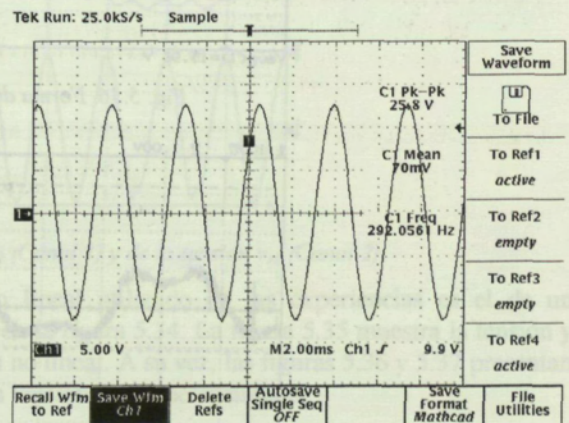 Tek Run: 25.0kS/s Sample
T
Save
Waveform
C1 Pk-Pk
25.8 V
To File
T
C1 Mean
70mV
To Ref1
active
1
C1 Freq
292.0561 Hz
To Ref2
empty
To Ref3
empty
Ch1 5.00 V M2.00ms Ch1 9.9 V
To Ref4
active
Recall Wfm
to Ref
Save Wfm
Ch1
Delete
Refs
Autosave
Single Seq
OFF
Save
Format
Mathcad
File
Utilities